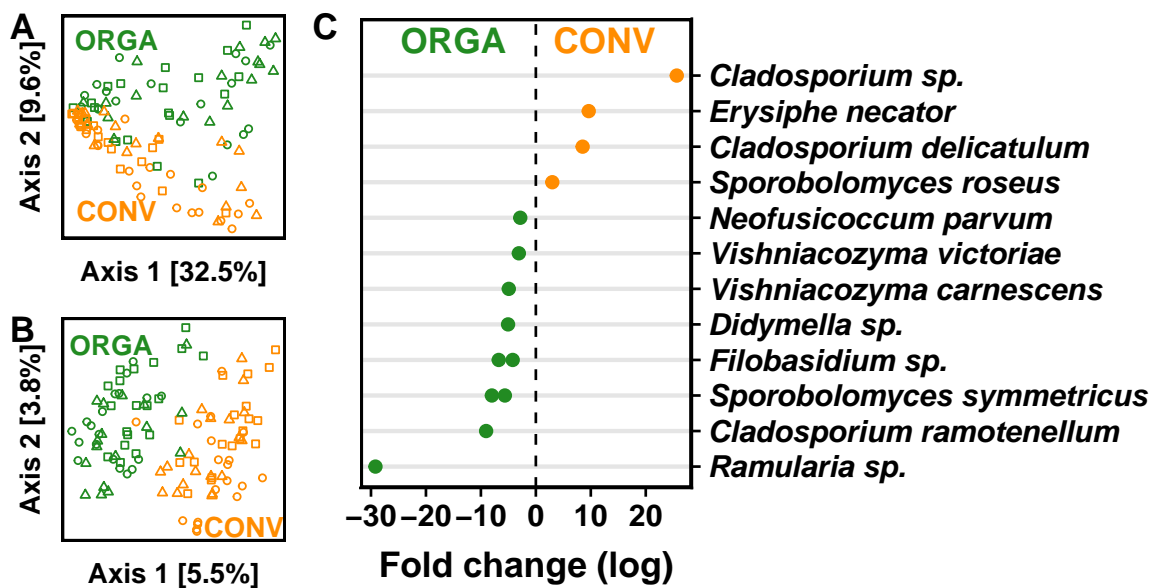 A
ORGA
CONV
Axis 2 [9.6%]
Axis 1 [32.5%]
B
ORGA
CONV
Axis 2 [3.8%]
Axis 1 [5.5%]
C
ORGA
CONV
Cladosporium sp.
Erysiphe necator
Cladosporium delicatulum
Sporobolomyces roseus
Neofusicoccum parvum
Vishniacozyma victoriae
Vishniacozyma carnescens
Didymella sp.
Filobasidium sp.
Sporobolomyces symmetricus
Cladosporium ramotenellum
Ramularia sp.
−30 −20 −10 0 10 20
Fold change (log)